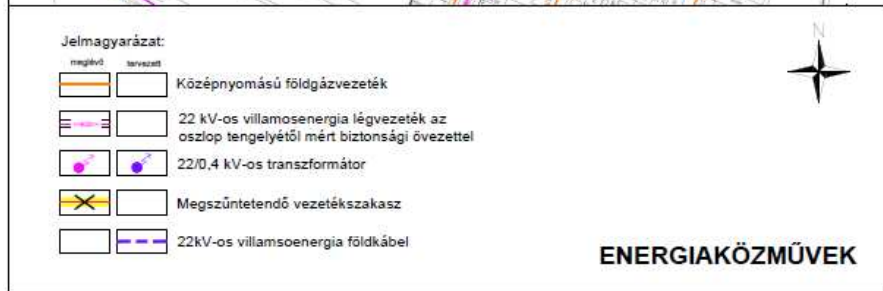 Jelmagyarázat:
meglévő tervezett
N
Középnyomású földgázvezeték
22 kV-os villamosenergia légvezeték az
oszlop tengelyétől mért biztonsági övezettel
22/0,4 kV-os transzformátor
Megszűntetendő vezetékszakasz
22kV-os villamsoenergia földkábel
ENERGIAKÖZMŰVEK